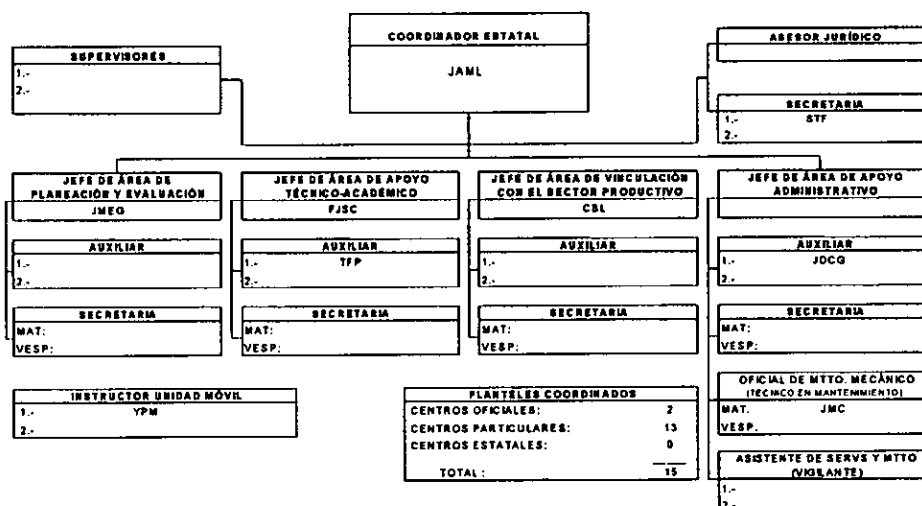 COORDINADOR ESTATAL
JAML
SUPERVISORES
1.-
2.-
ASESOR JURÍDICO
SECRETARIA
1.- STF
2.-
JEFE DE ÁREA DE
PLANEACIÓN Y EVALUACIÓN
JMEG
AUXILIAR
1.-
2.-
SECRETARIA
MAT:
VESP:
JEFE DE ÁREA DE APOYO
TÉCNICO-ACADÉMICO
FJSC
AUXILIAR
1.- TFP
2.-
SECRETARIA
MAT:
VESP:
JEFE DE ÁREA DE VINCULACIÓN
CON EL SECTOR PRODUCTIVO
CSL
AUXILIAR
1.-
2.-
SECRETARIA
MAT:
VESP:
JEFE DE ÁREA DE APOYO
ADMINISTRATIVO
AUXILIAR
1.- JDCG
2.-
SECRETARIA
MAT:
VESP:
OFICIAL DE MTTO. MECÁNICO
(TÉCNICO EN MANTENIMIENTO)
MAT. JMC
VESP.
ASISTENTE DE SERVS Y MTTO
(VIGILANTE)
1.-
2.-
INSTRUCTOR UNIDAD MÓVIL
1.- YPM
2.-
PLANTELES COORDINADOS
CENTROS OFICIALES: 2
CENTROS PARTICULARES: 13
CENTROS ESTATALES: 0
TOTAL: 15